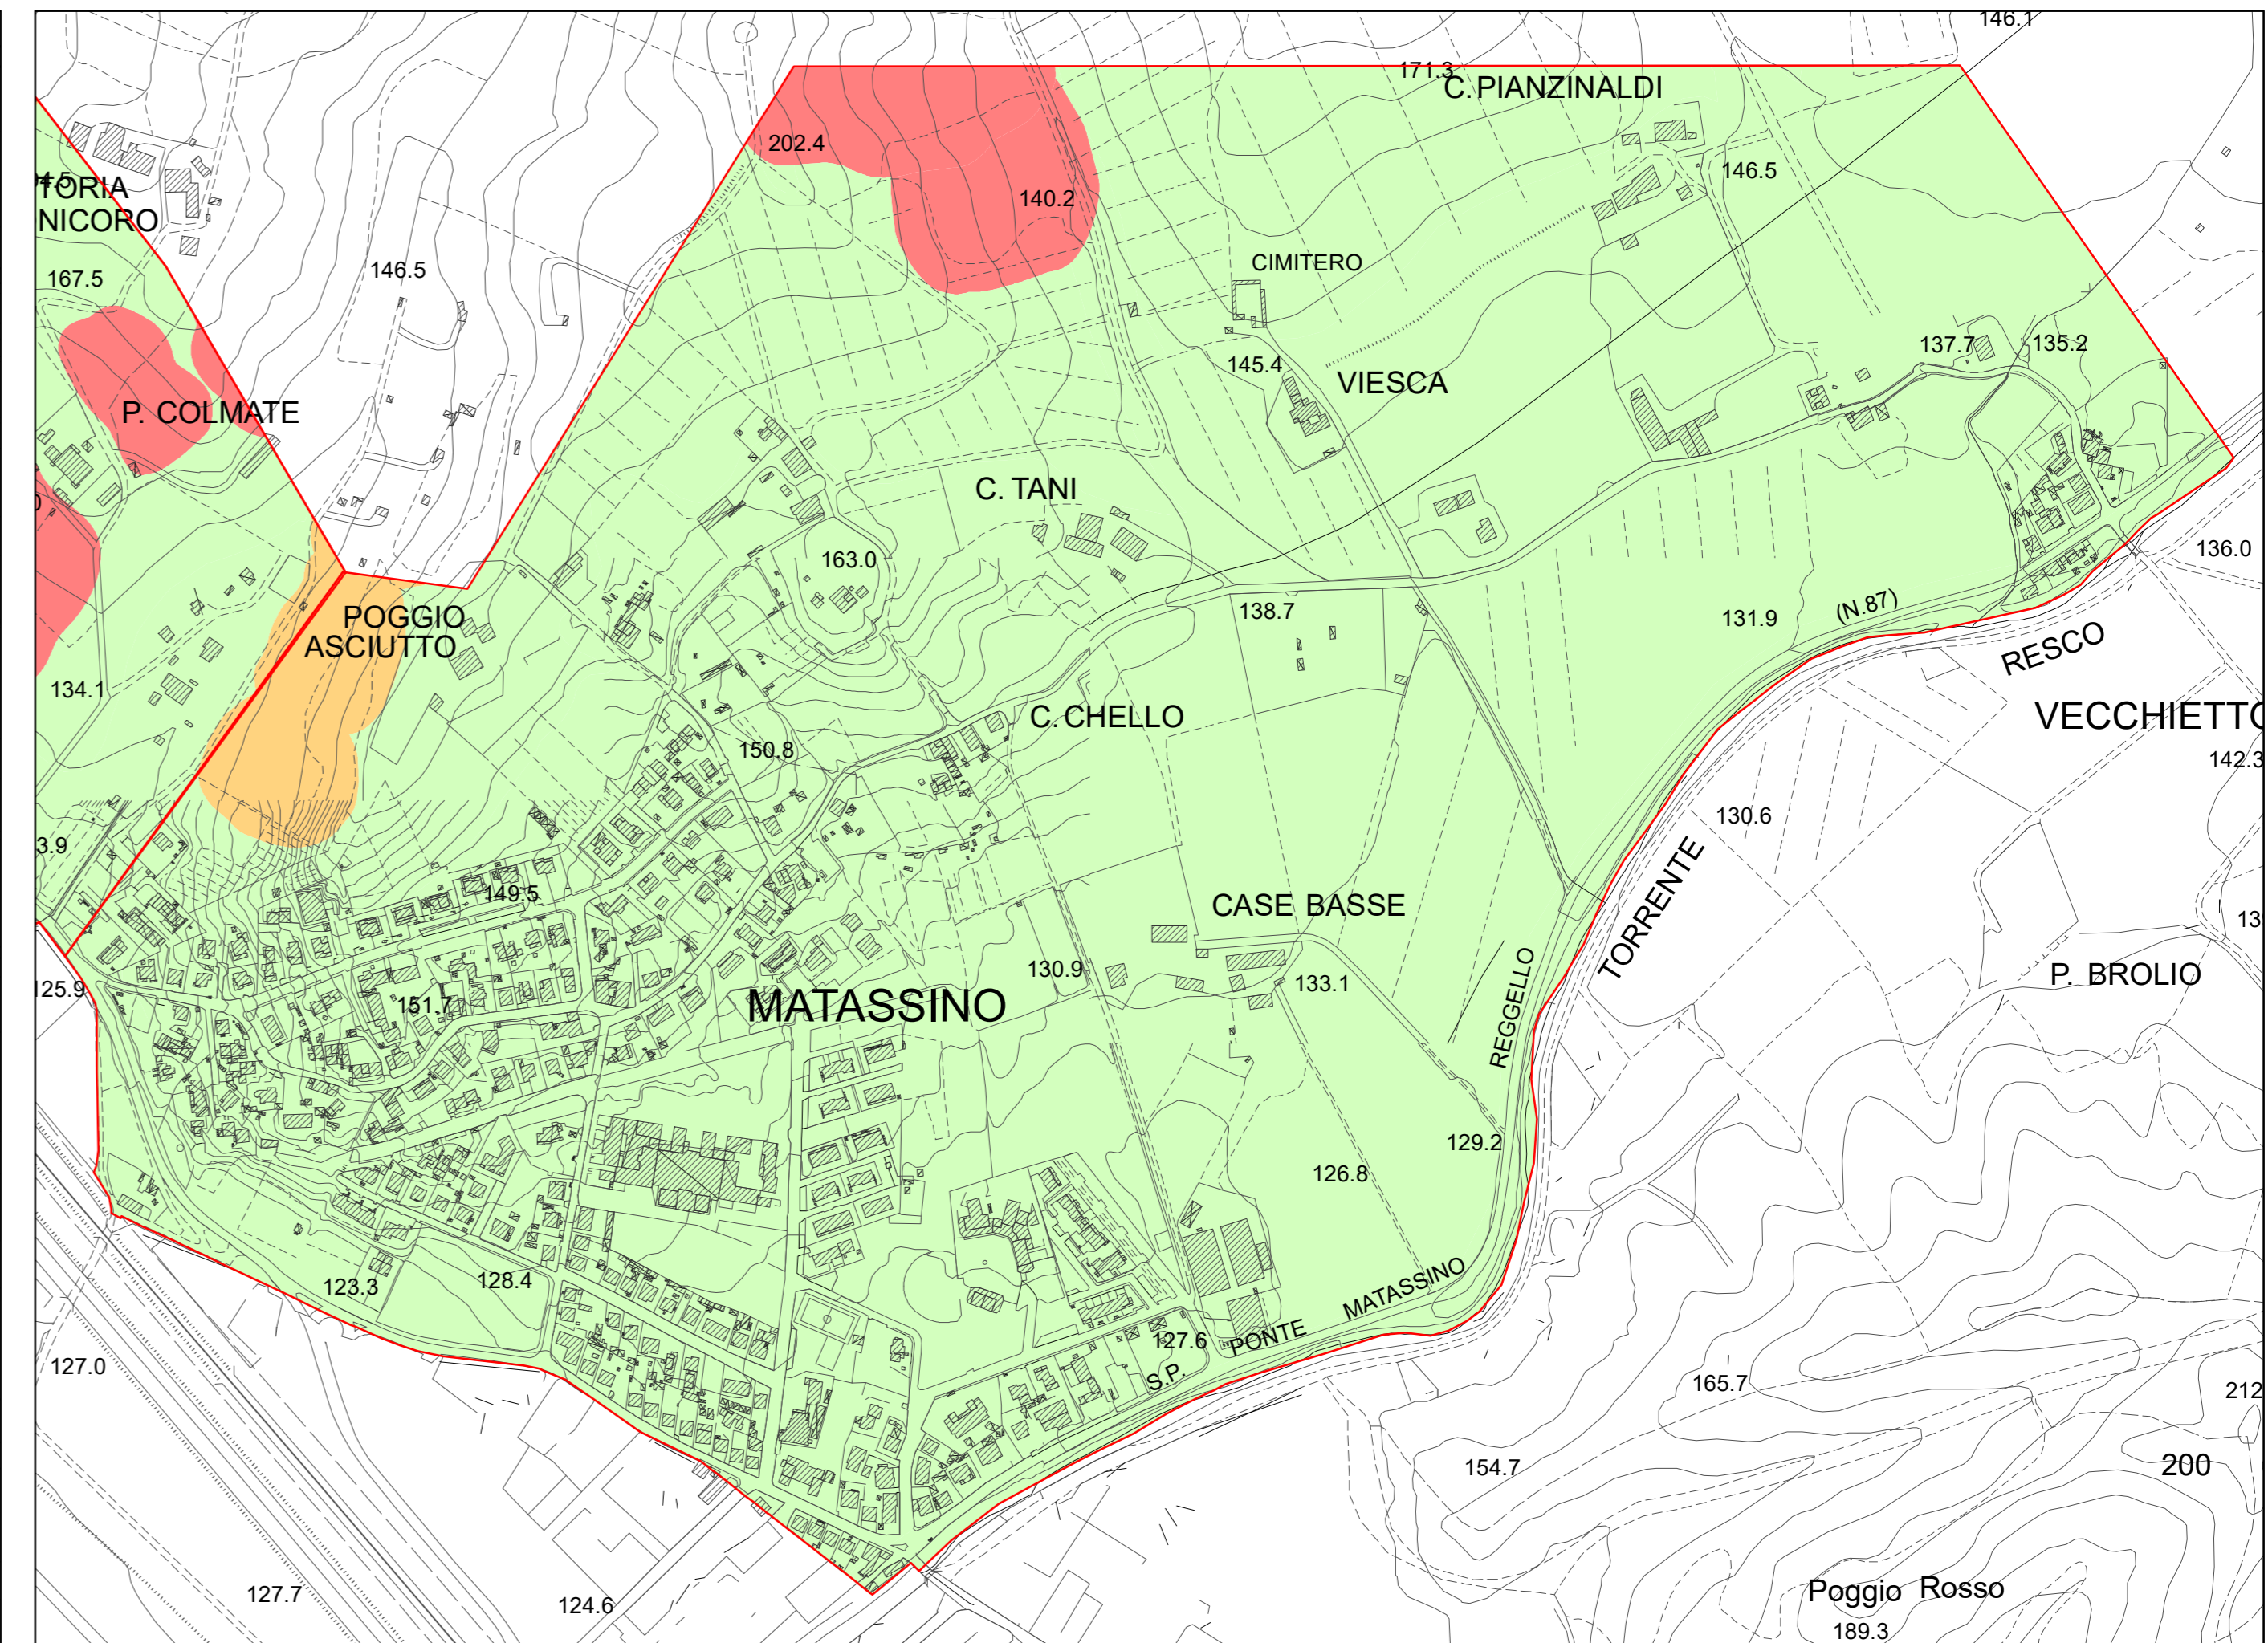 146.1
171.3
C. PIANZINALDI
202.4
140.2
146.5
TORIA
NICORO
167.5
146.5
CIMITERO
145.4
VIESCA
137.7
135.2
P. COLMATE
C. TANI
163.0
136.0
POGGIO
ASCIUTTO
138.7
131.9
(N.87)
RESCO
134.1
C. CHELLO
VECCHIETTO
150.8
142.3
130.6
3.9
149.5
CASE BASSE
TORRENTE
13
125.9
130.9
133.1
P. BROLIO
151.7
MATASSINO
REGGELLO
129.2
126.8
123.3
128.4
MATASSINO
127.6
PONTE
S.P.
127.0
165.7
212
154.7
200
127.7
124.6
Poggio Rosso
189.3